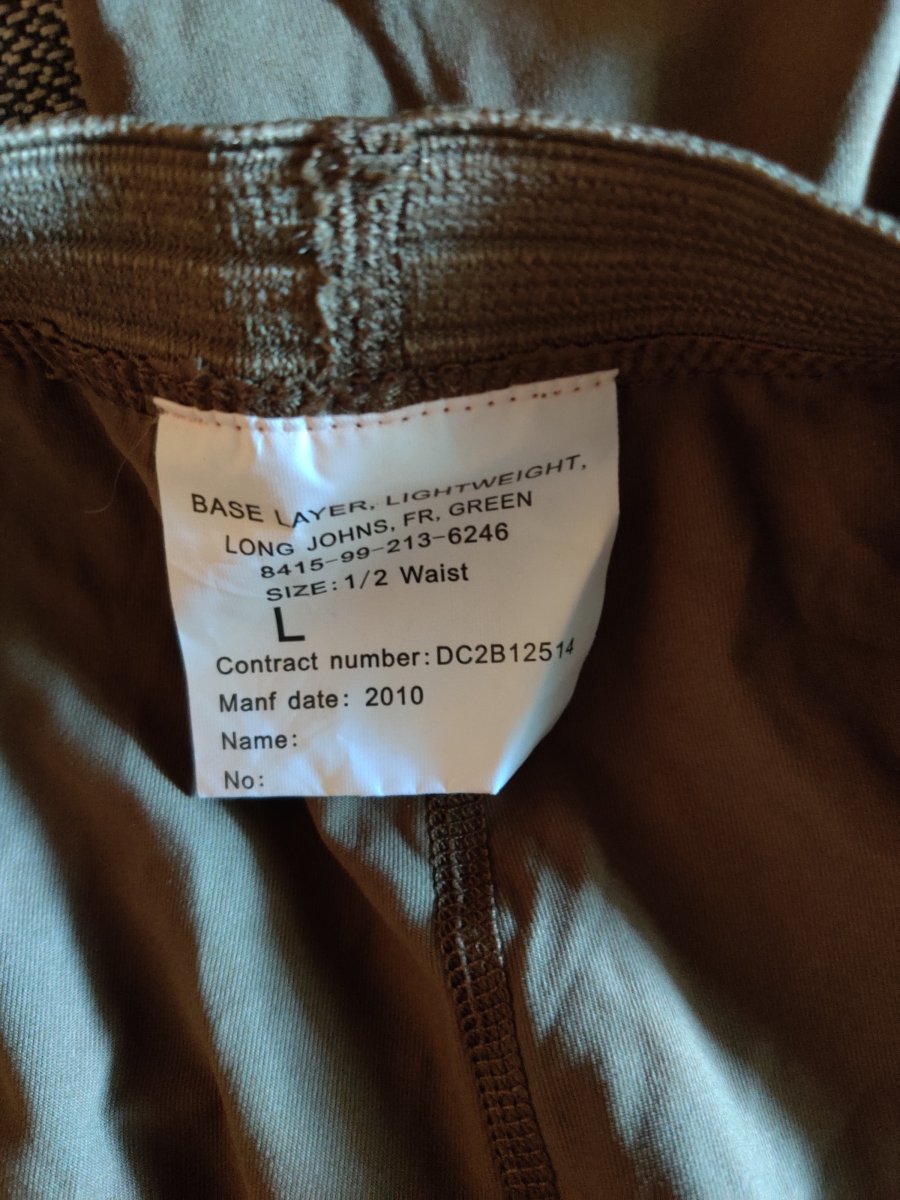 BASE LAYER, LIGHTWEIGHT,
LONG JOHNS, FR, GREEN
8415-99-213-6246
SIZE: 1/2 Waist
L
Contract number: DC2B12514
Manf date: 2010
Name:
No: